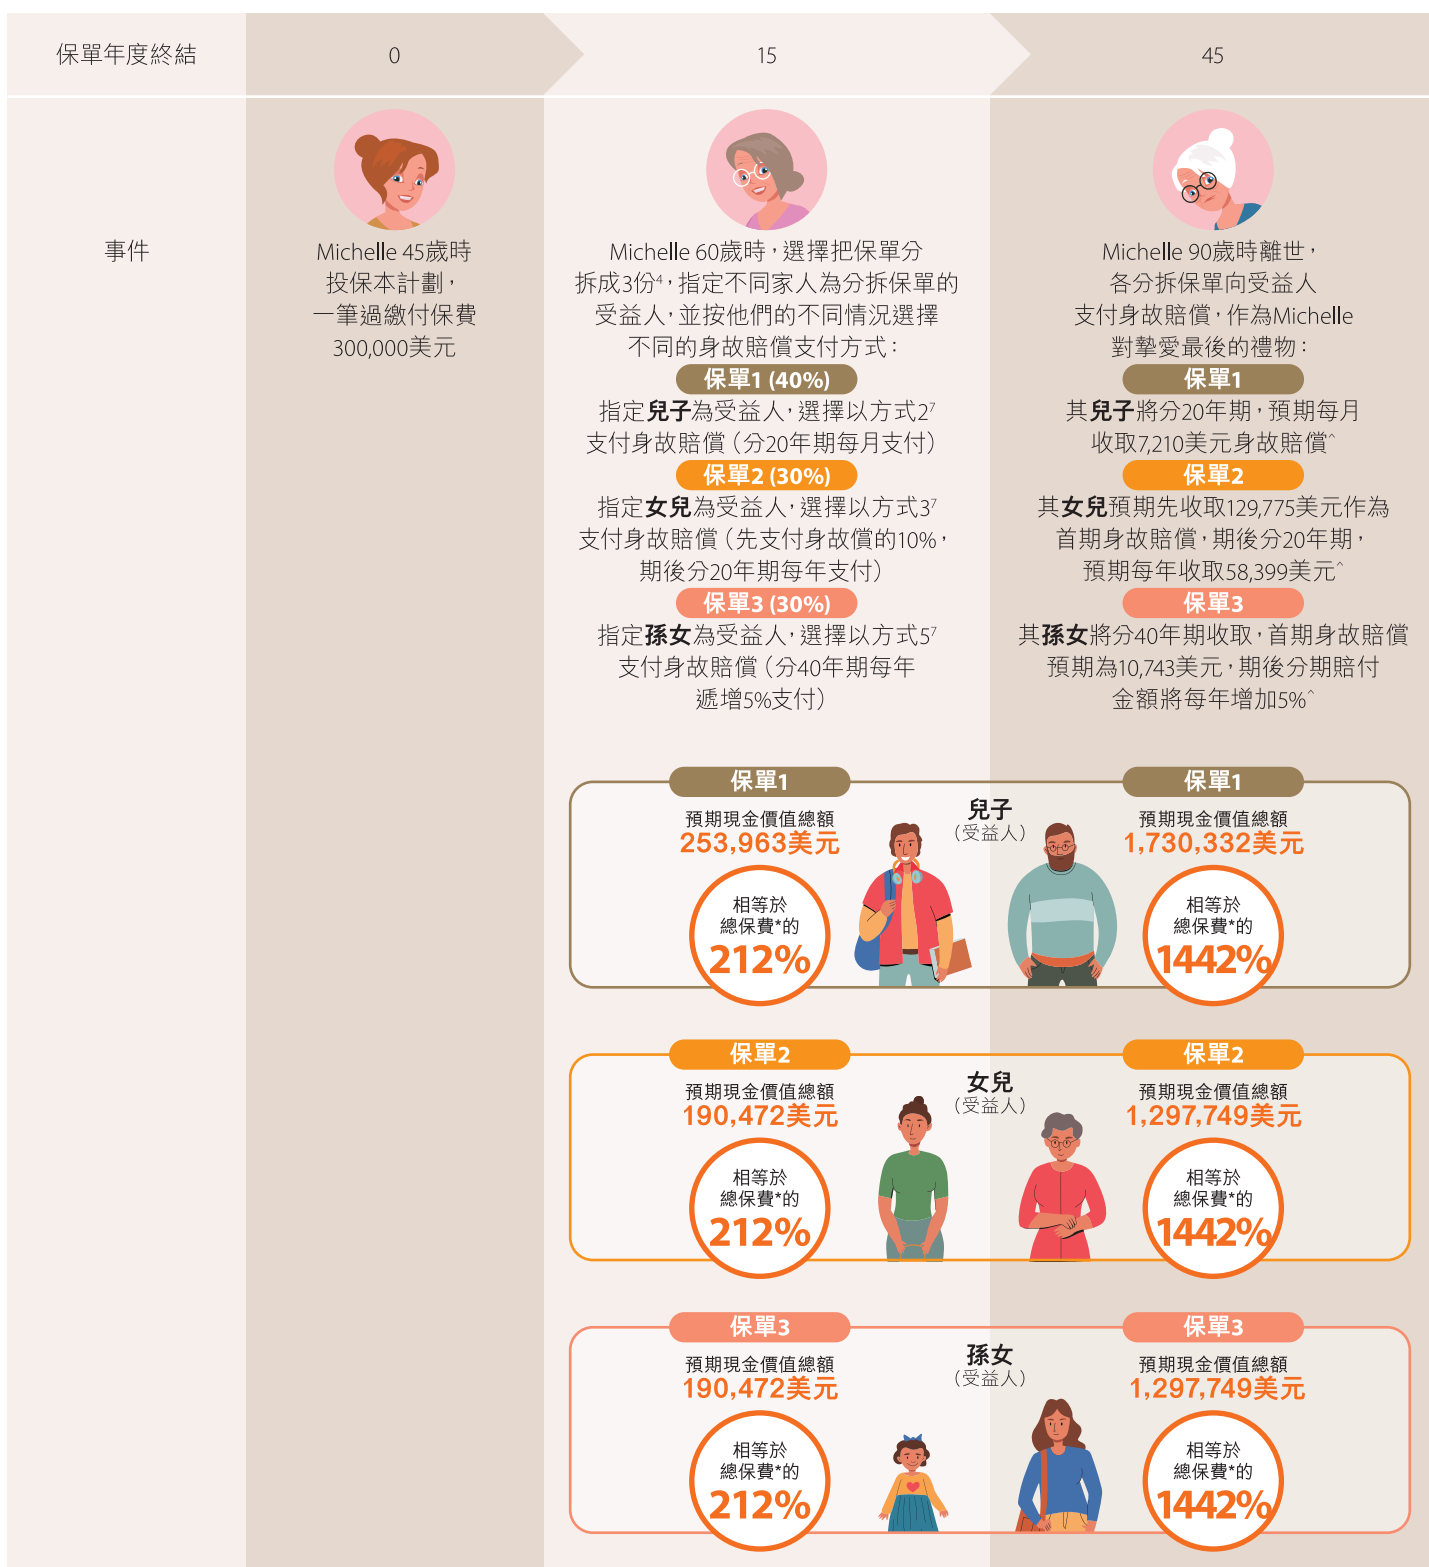 保單年度終結
0
15
45
事件
Michelle 45歲時
投保本計劃，
一筆過繳付保費
300,000美元
Michelle 60歲時，選擇把保單分
拆成3份⁴，指定不同家人為分拆保單的
受益人，並按他們的不同情況選擇
不同的身故賠償支付方式：
保單1 (40%)
指定兒子為受益人，選擇以方式2⁷
支付身故賠償（分20年期每月支付）
保單2 (30%)
指定女兒為受益人，選擇以方式3⁷
支付身故賠償（先支付身故償的10%，
期後分20年期每年支付）
保單3 (30%)
指定孫女為受益人，選擇以方式5⁷
支付身故賠償（分40年期每年
遞增5%支付）
Michelle 90歲時離世，
各分拆保單向受益人
支付身故賠償，作為Michelle
對摯愛最後的禮物：
保單1
其兒子將分20年期，預期每月
收取7,210美元身故賠償^
保單2
其女兒預期先收取129,775美元作為
首期身故賠償，期後分20年期，
預期每年收取58,399美元^
保單3
其孫女將分40年期收取，首期身故賠償
預期為10,743美元，期後分期賠付
金額將每年增加5%^
保單1
預期現金價值總額
253,963美元
相等於
總保費*的
212%
兒子
（受益人）
保單1
預期現金價值總額
1,730,332美元
相等於
總保費*的
1442%
保單2
預期現金價值總額
190,472美元
相等於
總保費*的
212%
女兒
（受益人）
保單2
預期現金價值總額
1,297,749美元
相等於
總保費*的
1442%
保單3
預期現金價值總額
190,472美元
相等於
總保費*的
212%
孫女
（受益人）
保單3
預期現金價值總額
1,297,749美元
相等於
總保費*的
1442%